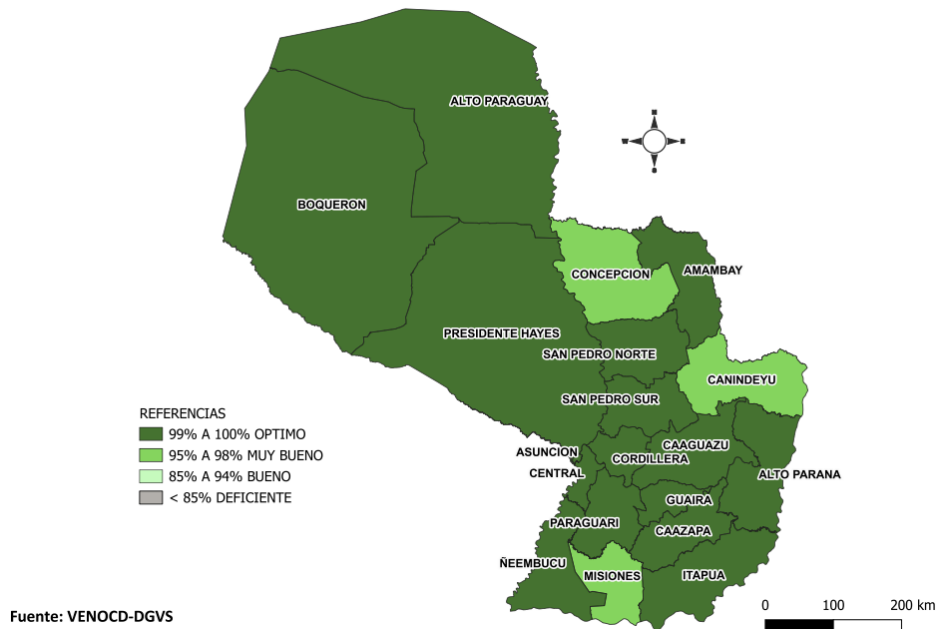 ALTO PARAGUAY
BOQUERON
CONCEPCION
AMAMBAY
PRESIDENTE HAYES
SAN PEDRO NORTE
CANINDEYU
SAN PEDRO SUR
REFERENCIAS
99% A 100% OPTIMO
95% A 98% MUY BUENO
85% A 94% BUENO
< 85% DEFICIENTE
ASUNCION
CENTRAL
CORDILLERA
CAAGUAZU
ALTO PARANA
GUAIRA
PARAGUARI
CAAZAPA
ÑEEMBUCU
MISIONES
ITAPUA
Fuente: VENOCD-DGVS
0 100 200 km